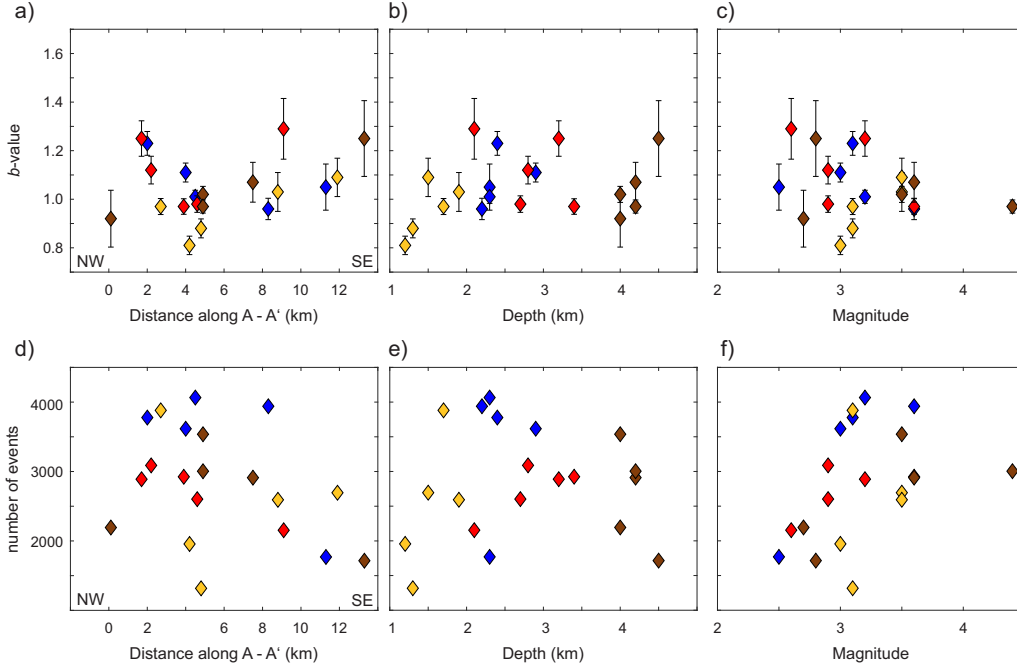 a)
b)
c)
1.6
1.4
1.2
1.0
0.8
b-value
NW
SE
0 2 4 6 8 10 12
1 2 3 4
2 3 4
Distance along A - A‘ (km)
Depth (km)
Magnitude
d)
e)
f)
4000
3000
2000
1000
number of events
NW
SE
0 2 4 6 8 10 12
1 2 3 4
2 3 4
Distance along A - A‘ (km)
Depth (km)
Magnitude